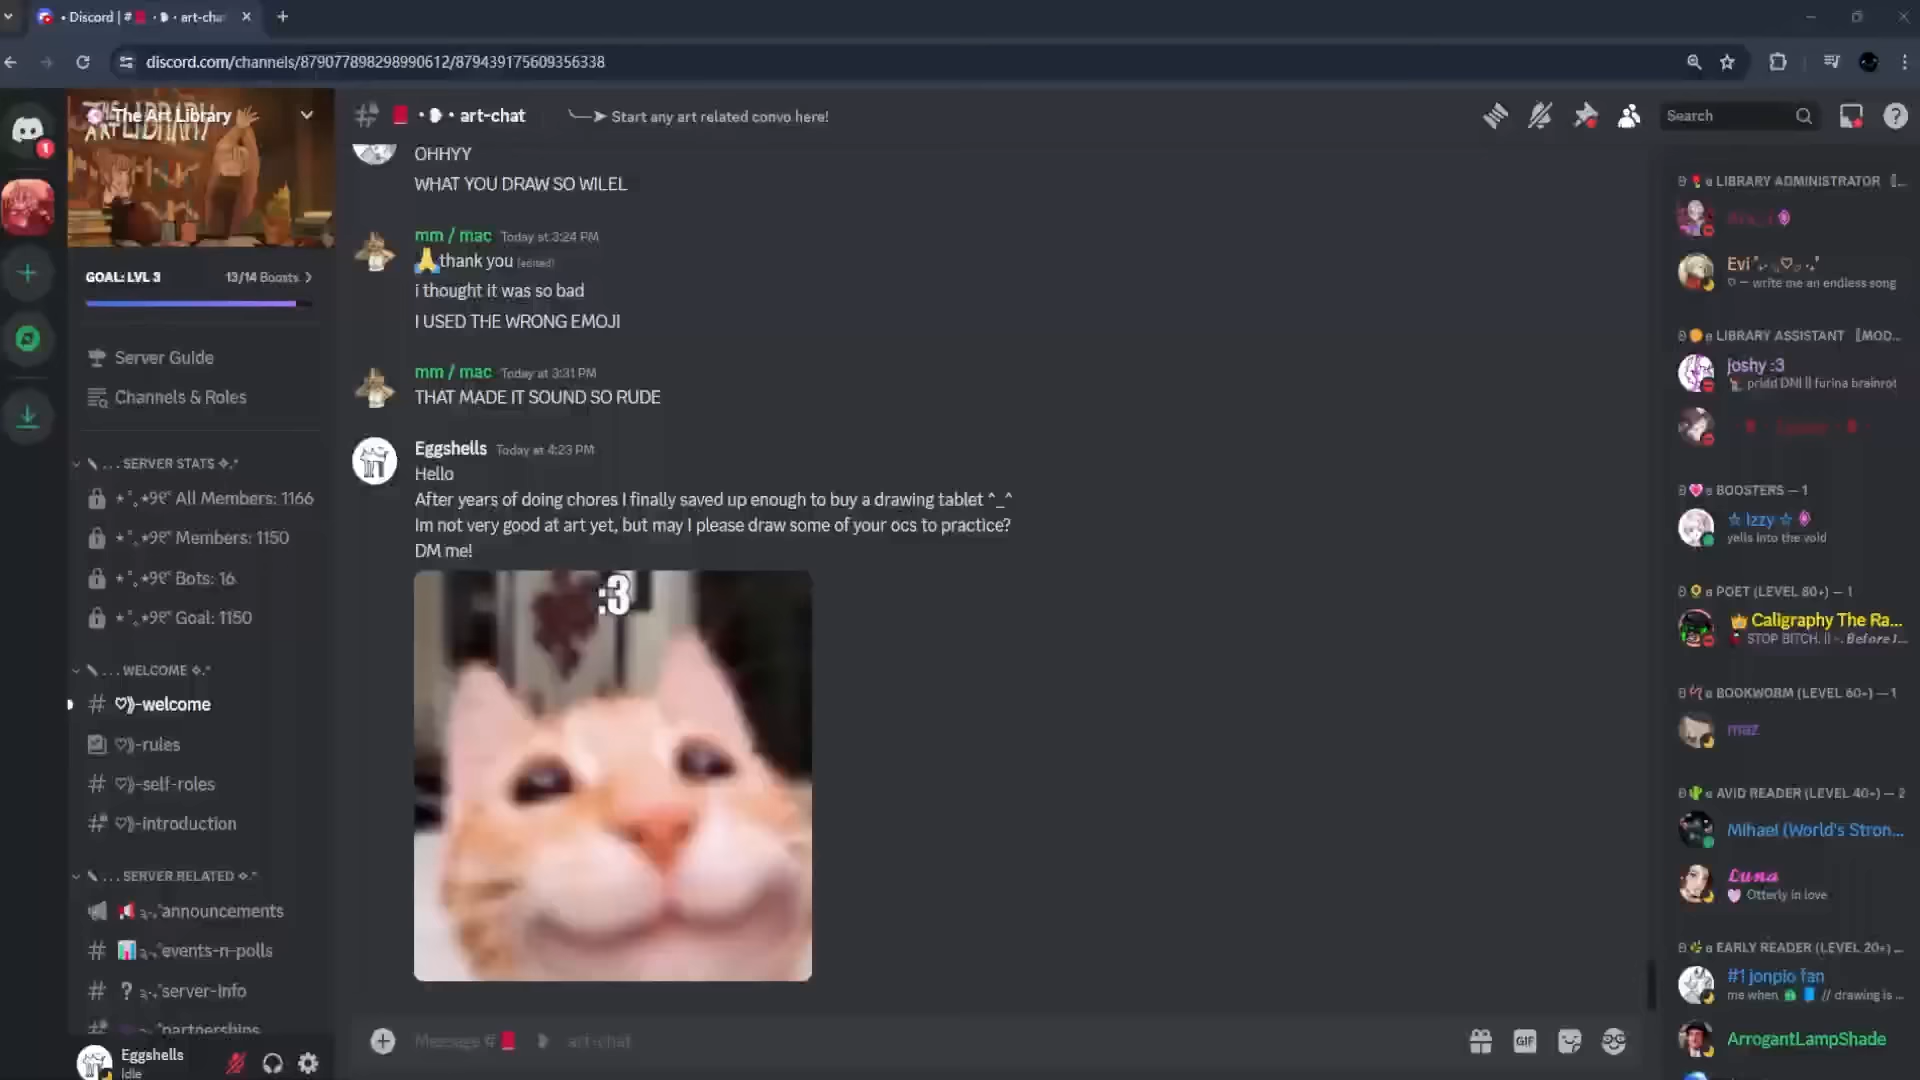 • Discord | # • • art-cha
discord.com/channels/879077898298990612/879439175609356338
The Art Library
THE ART LIBRARY
• • art-chat
Start any art related convo here!
Search
GOAL: LVL 3
13/14 Boosts
Server Guide
Channels & Roles
SERVER STATS
All Members: 1166
Members: 1150
Bots: 16
Goal: 1150
WELCOME
-welcome
-rules
-self-roles
-introduction
SERVER RELATED
announcements
events-n-polls
server-info
partnerships
Eggshells
Idle
OHHYY
WHAT YOU DRAW SO WILEL
mm / mac Today at 3:24 PM
🙏thank you (edited)
i thought it was so bad
I USED THE WRONG EMOJI
mm / mac Today at 3:31 PM
THAT MADE IT SOUND SO RUDE
Eggshells Today at 4:23 PM
Hello
After years of doing chores I finally saved up enough to buy a drawing tablet ^_^
Im not very good at art yet, but may I please draw some of your ocs to practice?
DM me!
:3
Message # art-chat
GIF
LIBRARY ADMINISTRATOR
Evi
— write me an endless song
LIBRARY ASSISTANT [MOD...
joshy :3
pridd DNI || furina brainrot
BOOSTERS — 1
☆ Izzy ☆
yells into the void
POET (LEVEL 80+) — 1
Caligraphy The Ra...
STOP BITCH. || -. Before I...
BOOKWORM (LEVEL 60+) — 1
maz
AVID READER (LEVEL 40+) — 2
Mihael (World's Stron...
Luna
Otterly in love
EARLY READER (LEVEL 20+) ...
#1 jonpio fan
me when // drawing is ...
ArrogantLampShade